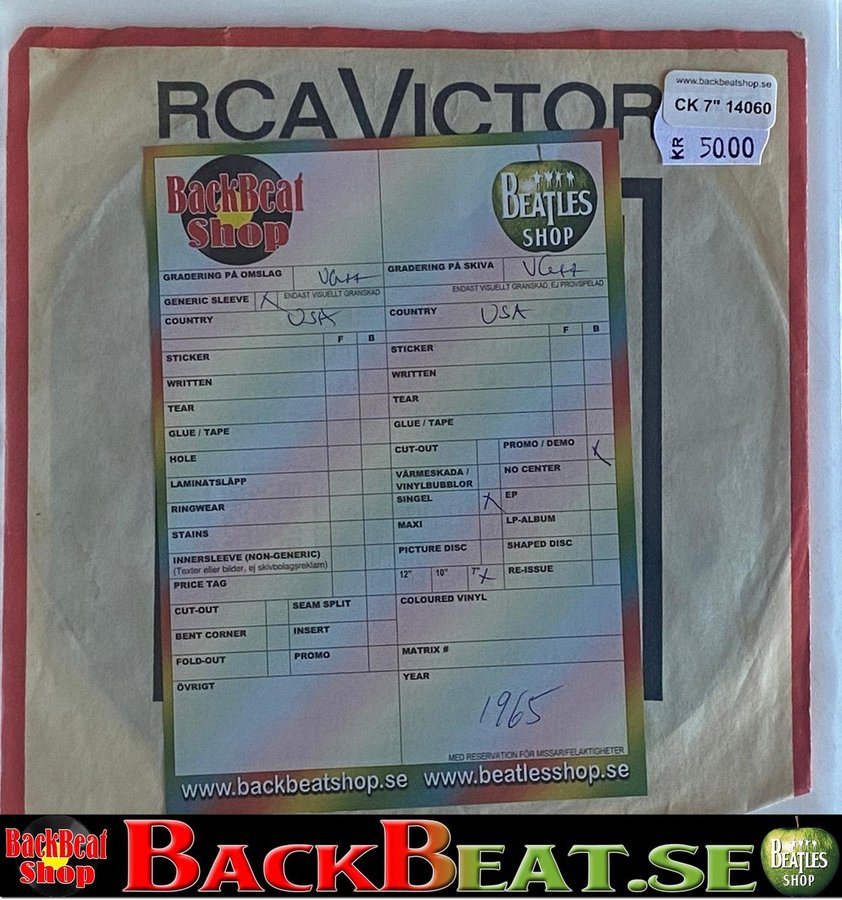 RCA VICTOR
www.backbeatshop.se
CK 7" 14060
KR 50.00
BackBeat
Shop
BEATLES
SHOP
GRADERING PÅ OMSLAG VG++
GENERIC SLEEVE X ENDAST VISUELLT GRANSKAD
COUNTRY USA
F B
STICKER
WRITTEN
TEAR
GLUE / TAPE
HOLE
LAMINATSLÄPP
RINGWEAR
STAINS
INNERSLEEVE (NON-GENERIC)
(Texter eller bilder, ej skivbolagsreklam)
PRICE TAG
CUT-OUT SEAM SPLIT
BENT CORNER INSERT
FOLD-OUT PROMO
ÖVRIGT
GRADERING PÅ SKIVA VG++
ENDAST VISUELLT GRANSKAD, EJ PROVSPELAD
COUNTRY USA
F B
STICKER
WRITTEN
TEAR
GLUE / TAPE
CUT-OUT PROMO / DEMO X
VÄRMESKADA / NO CENTER
VINYLBUBBLOR
SINGEL X EP
MAXI LP-ALBUM
PICTURE DISC SHAPED DISC
12" 10" 7" X RE-ISSUE
COLOURED VINYL
MATRIX #
YEAR
1965
MED RESERVATION FÖR MISSAR/FELAKTIGHETER
www.backbeatshop.se www.beatlesshop.se
BackBeat
Shop
BACKBEAT.SE
BEATLES
SHOP